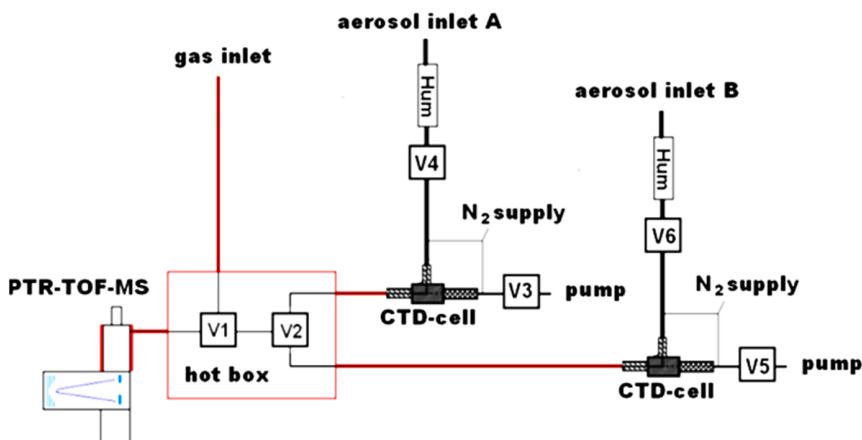 aerosol inlet A
gas inlet
Hum
aerosol inlet B
V4
Hum
N2 supply
V6
PTR-TOF-MS
N2 supply
V3
pump
V1
V2
CTD-cell
hot box
V5
pump
CTD-cell